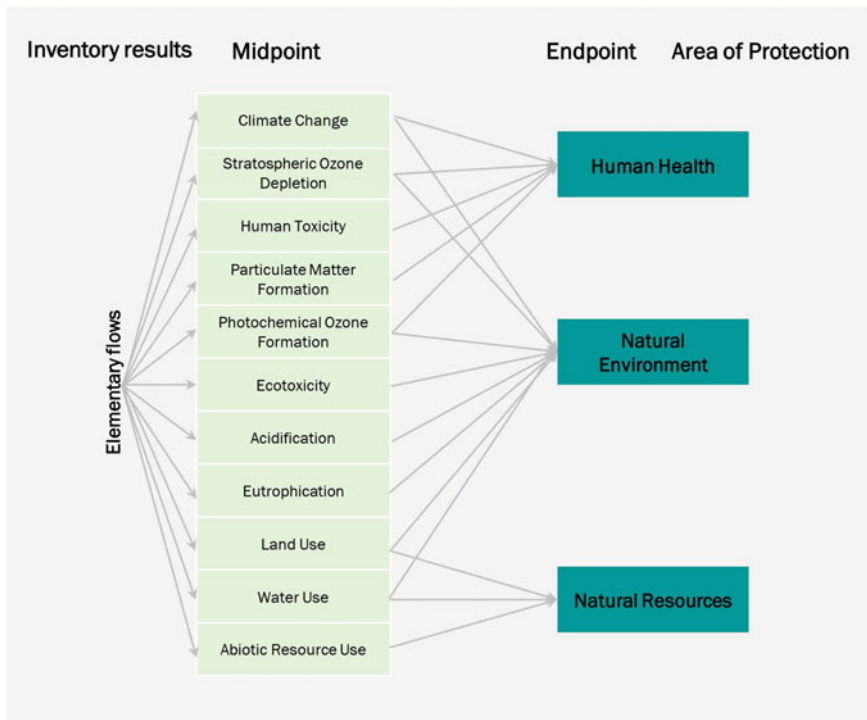 Inventory results
Midpoint
Endpoint
Area of Protection
Elementary flows
Climate Change
Stratospheric Ozone
Depletion
Human Toxicity
Particulate Matter
Formation
Photochemical Ozone
Formation
Ecotoxicity
Acidification
Eutrophication
Land Use
Water Use
Abiotic Resource Use
Human Health
Natural
Environment
Natural Resources